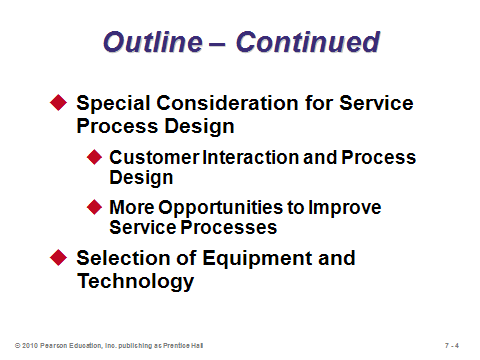 Outline – Continued
Special Consideration for Service
Process Design
Customer Interaction and Process
Design
More Opportunities to Improve
Service Processes
Selection of Equipment and
Technology
© 2010 Pearson Education, Inc. publishing as Prentice Hall
7 - 4